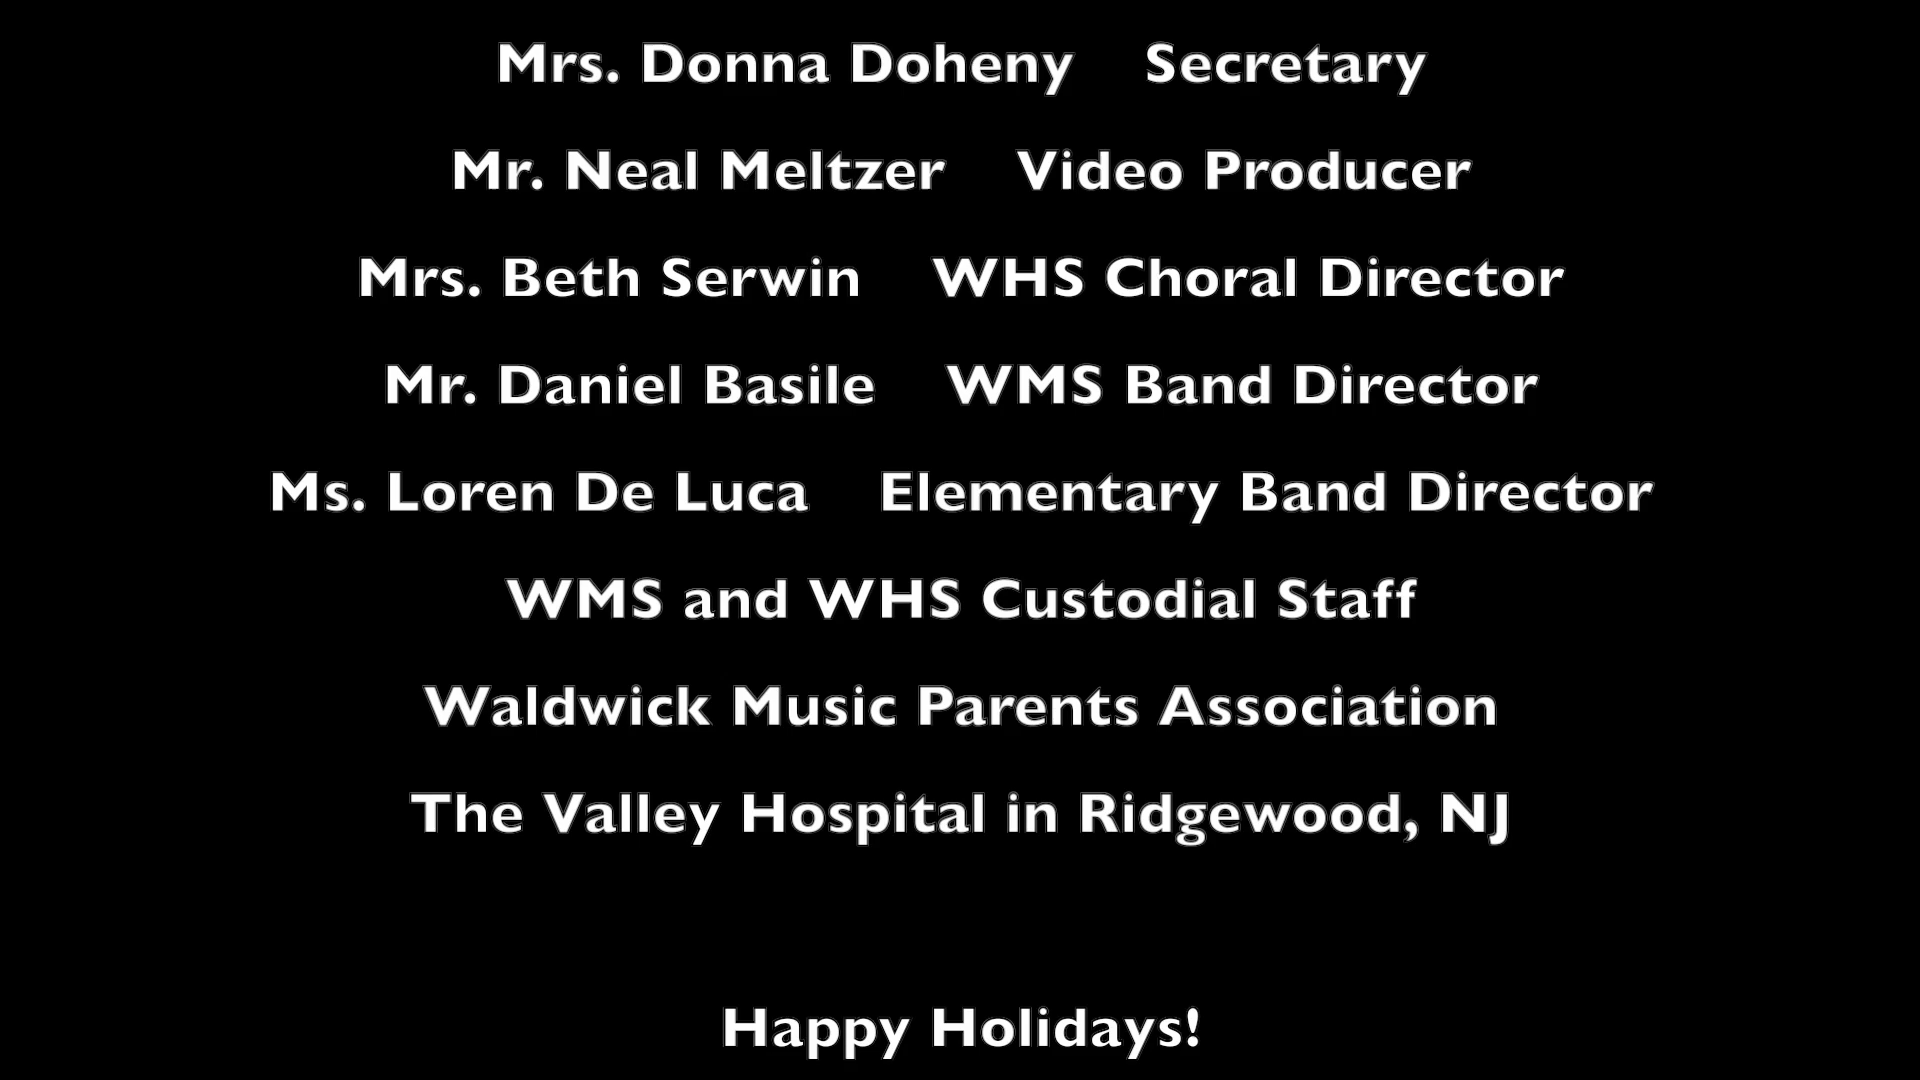 Mrs. Donna Doheny    Secretary
Mr. Neal Meltzer    Video Producer
Mrs. Beth Serwin    WHS Choral Director
Mr. Daniel Basile    WMS Band Director
Ms. Loren De Luca    Elementary Band Director
WMS and WHS Custodial Staff
Waldwick Music Parents Association
The Valley Hospital in Ridgewood, NJ
Happy Holidays!